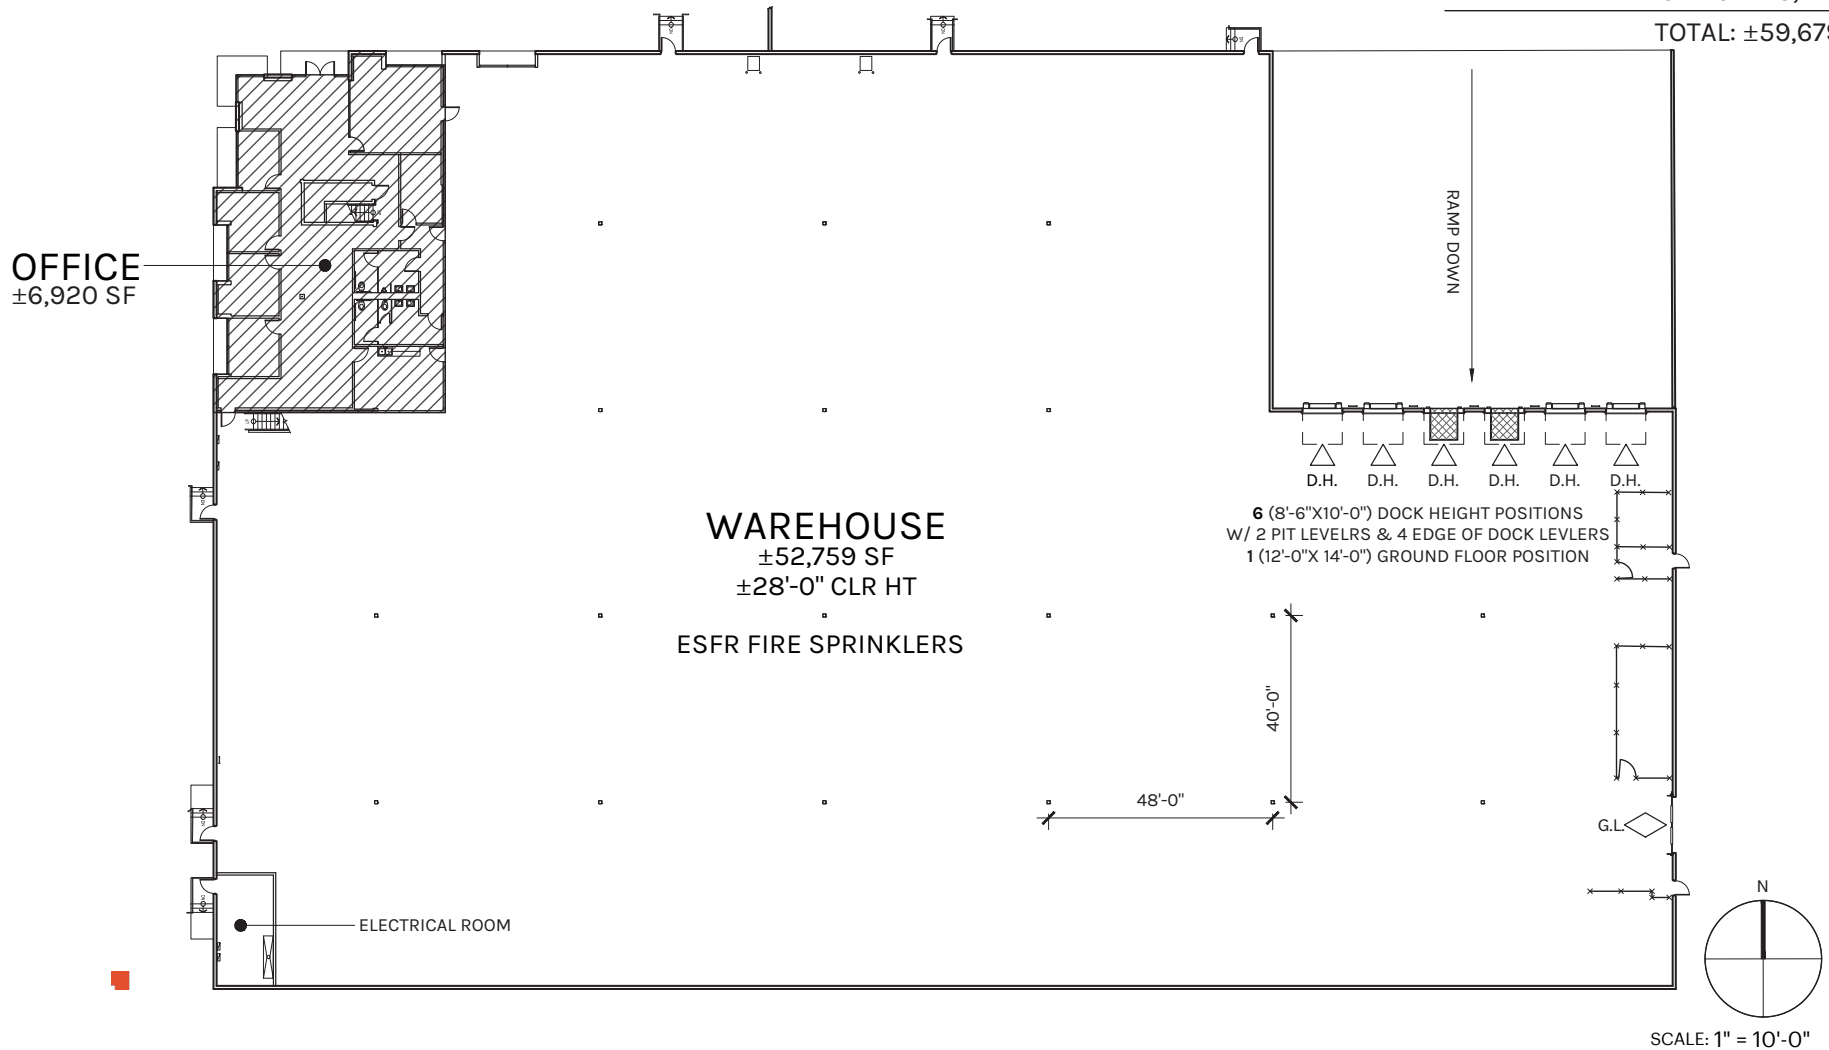 TOTAL: ±59,679
OFFICE
±6,920 SF
RAMP DOWN
D.H. D.H. D.H. D.H. D.H. D.H.
6 (8'-6"X10'-0") DOCK HEIGHT POSITIONS
W/ 2 PIT LEVELRS & 4 EDGE OF DOCK LEVLERS
1 (12'-0"X 14'-0") GROUND FLOOR POSITION
WAREHOUSE
±52,759 SF
±28'-0" CLR HT
ESFR FIRE SPRINKLERS
40'-0"
48'-0"
G.L.
ELECTRICAL ROOM
N
SCALE: 1" = 10'-0"